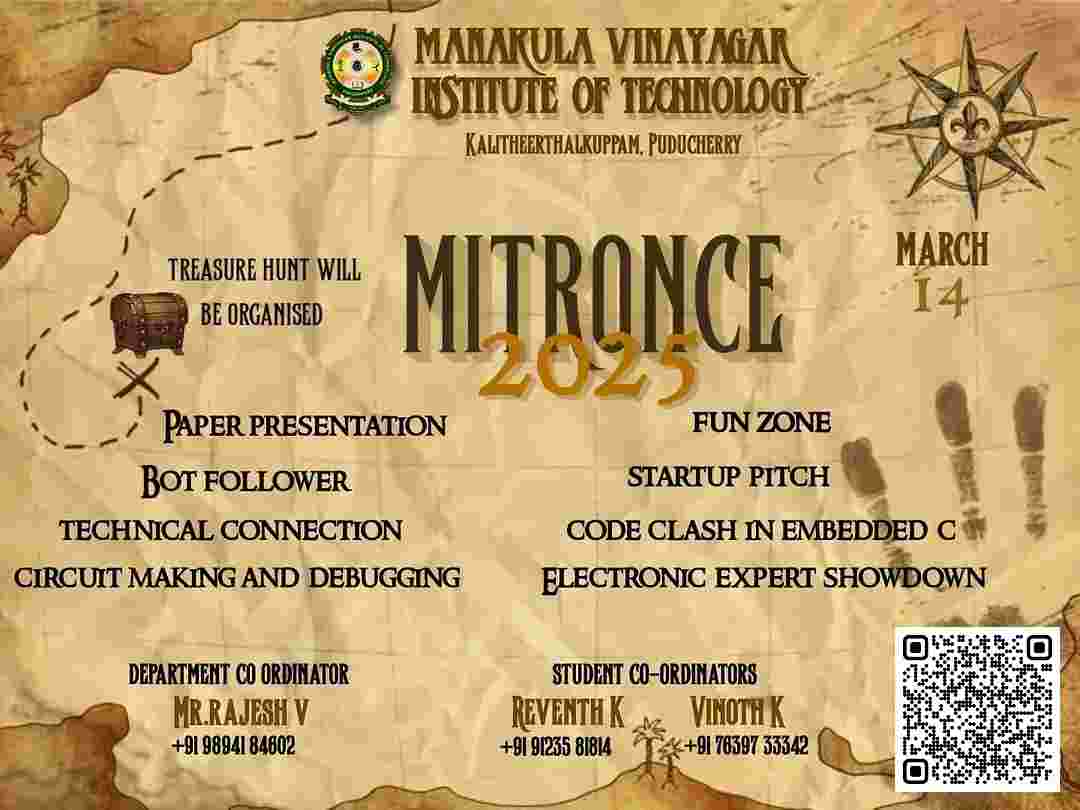 MANAKULA VINAYAGAR
INSTITUTE OF TECHNOLOGY
KALITHEERTHALKUPPAM, PUDUCHERRY
MARCH
14
TREASURE HUNT WILL
BE ORGANISED
MITRONCE
2025
PAPER PRESENTATION
BOT FOLLOWER
TECHNICAL CONNECTION
CIRCUIT MAKING AND DEBUGGING
FUN ZONE
STARTUP PITCH
CODE CLASH IN EMBEDDED C
ELECTRONIC EXPERT SHOWDOWN
DEPARTMENT CO ORDINATOR
MR.RAJESH V
+91 98941 84602
STUDENT CO-ORDINATORS
REVENTH K
+91 91235 81814
VINOTH K
+91 76397 33342